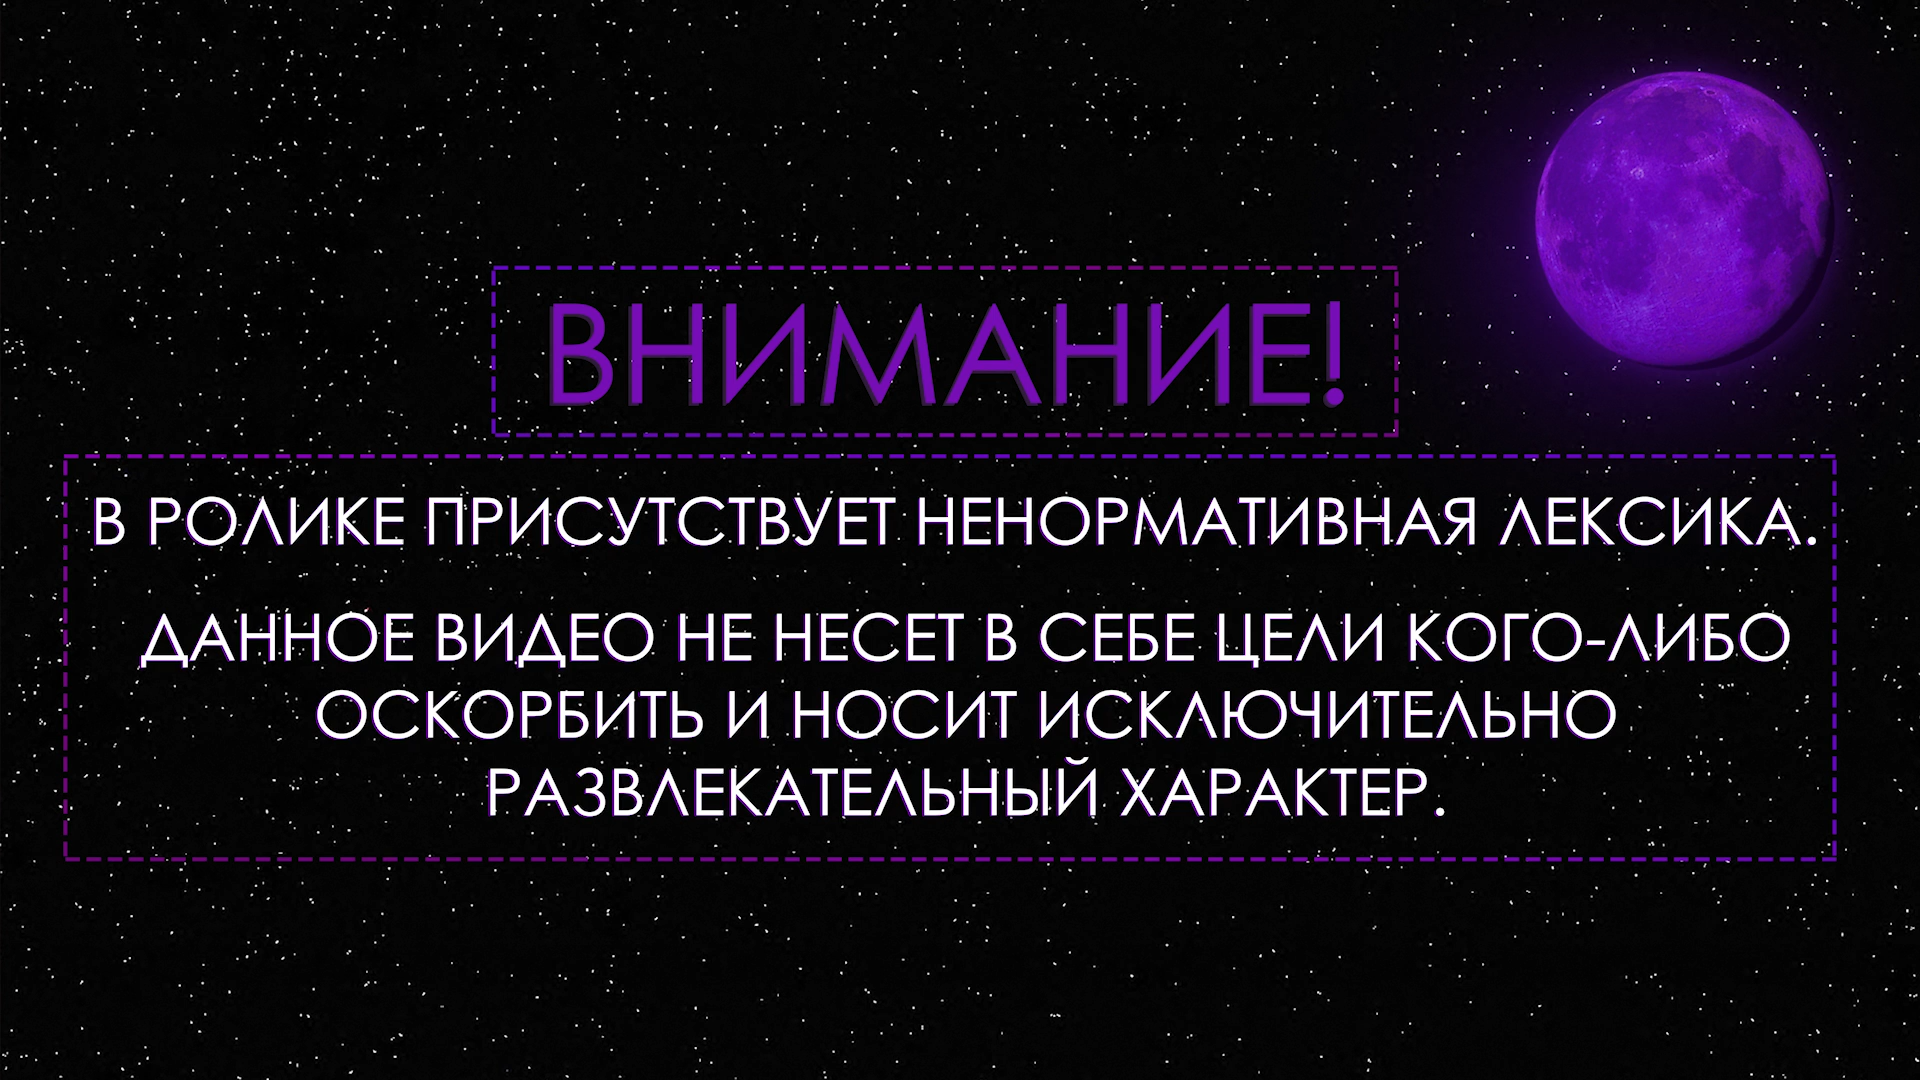 ВНИМАНИЕ!
В РОЛИКЕ ПРИСУТСТВУЕТ НЕНОРМАТИВНАЯ ЛЕКСИКА.
ДАННОЕ ВИДЕО НЕ НЕСЕТ В СЕБЕ ЦЕЛИ КОГО-ЛИБО
ОСКОРБИТЬ И НОСИТ ИСКЛЮЧИТЕЛЬНО
РАЗВЛЕКАТЕЛЬНЫЙ ХАРАКТЕР.